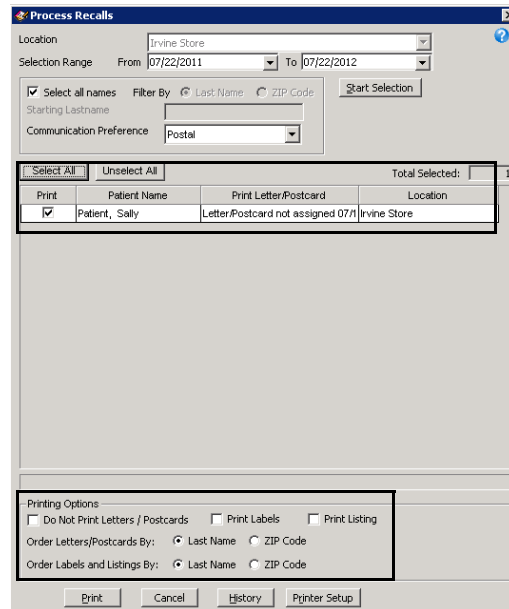 Process Recalls
Location Irvine Store
Selection Range From 07/22/2011 To 07/22/2012
Select all names Filter By Last Name ZIP Code Start Selection
Starting Lastname
Communication Preference Postal
Select All Unselect All Total Selected: 1
Print Patient Name Print Letter/Postcard Location
Patient, Sally Letter/Postcard not assigned 07/1 Irvine Store
Printing Options
Do Not Print Letters / Postcards Print Labels Print Listing
Order Letters/Postcards By: Last Name ZIP Code
Order Labels and Listings By: Last Name ZIP Code
Print Cancel History Printer Setup